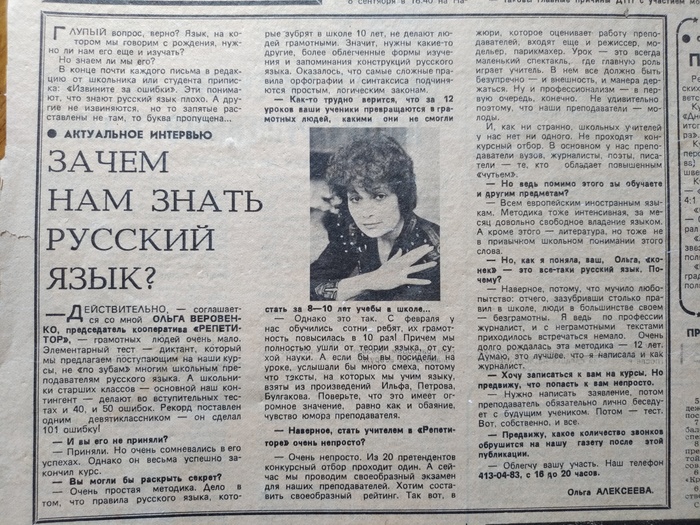 6 сентября в 16.40 на
ГЛУПЫЙ вопрос, верно? Язык, на ко-
тором мы говорим с рождения, нуж-
но ли нам его еще и изучать?
Но знаем ли мы его?
В конце почти каждого письма в редак-
цию от школьника или студента припис-
ка: «Извините за ошибки». Эти понима-
ют, что знают русский язык плохо. А дру-
гие не извиняются, но то запятые рас-
ставлены не там, то буква пропущена...
● АКТУАЛЬНОЕ ИНТЕРВЬЮ
ЗАЧЕМ
НАМ ЗНАТЬ
РУССКИЙ
ЯЗЫК?
— ДЕЙСТВИТЕЛЬНО, — соглашает-
ся со мной ОЛЬГА ВЕРОВЕН-
КО, председатель кооператива «РЕПЕТИ-
ТОР», — грамотных людей очень мало.
Элементарный тест — диктант, который
мы предлагаем поступающим на наши кур-
сы, не «по зубам» многим школьным пре-
подавателям русского языка. А школьни-
ки старших классов — основной наш кон-
тингент — делают во вступительных тес-
тах и 40, и 50 ошибок. Рекорд поставлен
одним девятиклассником — он сделал
101 ошибку!
— И вы его не приняли?
— Приняли. Но очень сомневались в его
успехах. Однако он весьма успешно за-
кончил курс.
— Вы могли бы раскрыть секрет?
— Очень простая методика. Дело в
том, что правила русского языка, кото-
рые зубрят в школе 10 лет, не делают лю-
дей грамотными. Значит, нужны какие-то
другие, более облегченные формы изуче-
ния и запоминания конструкций русского
языка. Оказалось, что самые сложные пра-
вила орфографии и синтаксиса подчиня-
ются простым, логическим законам.
— Как-то трудно верится, что за 12
уроков ваши ученики превращаются в гра-
мотных людей, какими они не смогли
стать за 8—10 лет учебы в школе...
— Однако это так. С февраля у
нас обучились сотни ребят, их грамот-
ность повысилась в 10 раз! Причем мы
полностью ушли от теории языка, от су-
хой науки. А если бы вы посидели на
уроке, услышали бы много смеха, потому
что тексты, на которых мы учим языку,
взяты из произведений Ильфа, Петрова,
Булгакова. Поверьте, что это имеет ог-
ромное значение, равно как и обаяние,
чувство юмора преподавателя.
— Наверное, стать учителем в «Репети-
торе» очень непросто?
— Очень непросто. Из 20 претендентов
конкурсный отбор проходит один. А сей-
час мы проводим своеобразный экзамен
для наших преподавателей. Хотим соста-
вить своеобразный рейтинг. Так вот, в
жюри, которое оценивает работу препо-
давателей, входят еще и режиссер, мо-
дельер, парикмахер. Урок — это всегда
маленький спектакль, где главную роль
играет учитель. В нем все должно быть
безупречно — и внешность, и манера дер-
жаться. Ну и профессионализм — в пер-
вую очередь, конечно. Не удивительно
поэтому, что наши преподаватели — мо-
лоды.
И, как ни странно, школьных учителей
у нас нет ни одного. Не проходят кон-
курсный отбор. В основном у нас препо-
даватели вузов, журналисты, поэты, писа-
тели — те, кто обладает повышенным
«чутьем».
— Но ведь помимо этого вы обучаете
и другим предметам?
— Всем европейским иностранным язы-
кам. Методика тоже интенсивная, за ме-
сяц довольно свободное владение языком.
А кроме этого — литература, но тоже не
в привычном школьном понимании этого
слова.
— Но, как я поняла, ваш, Ольга, «ко-
нек» — это все-таки русский язык. По-
чему?
— Наверное, потому, что мучило любо-
пытство: отчего, зазубривши столько пра-
вил в школе, люди в большинстве своем
— безграмотны. Я ведь по профессии
журналист, и с неграмотными текстами
приходилось встречаться немало. Очень
долго рождалась эта методика — 12 лет.
Думаю, это лучшее, что я написала и как
журналист.
— Хочу записаться к вам на курсы. Но
предвижу, что попасть к вам непросто.
— Нужно написать заявление, потом
преподаватель обязательно лично беседу-
ет с будущим учеником. Потом — тест.
Вот, собственно, и все.
— Предвижу, какое количество звонков
обрушится на нашу газету после этой
публикации.
— Облегчу вашу участь. Наш телефон
413-04-83, с 16 до 20 часов.
Ольга АЛЕКСЕЕВА.